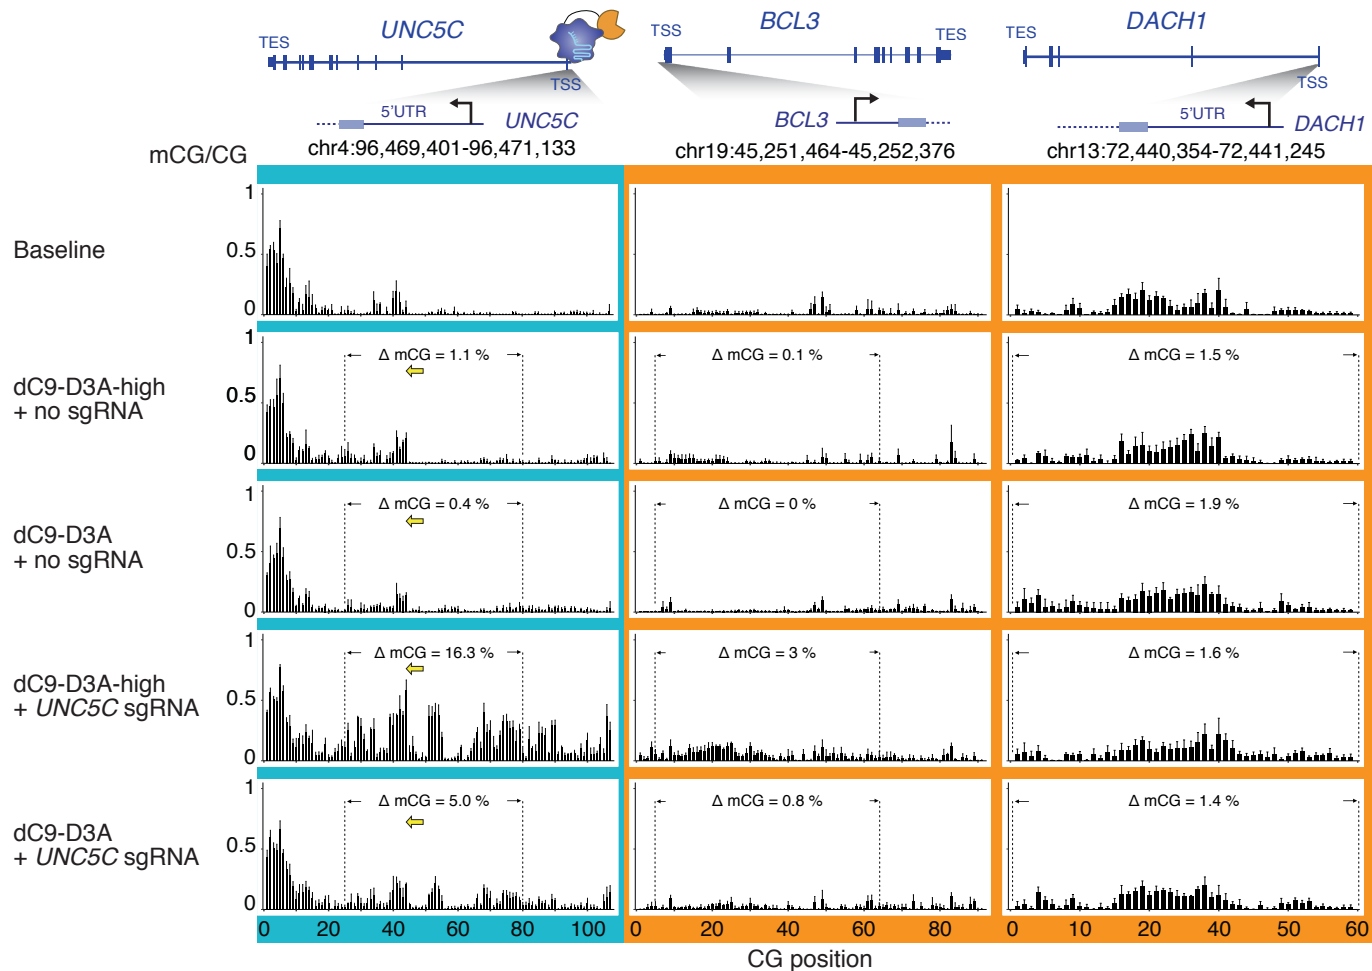 UNC5C
BCL3
DACH1
TES
TSS
TSS
TES
TES
TSS
5'UTR
UNC5C
BCL3
5'UTR
DACH1
mCG/CG
chr4:96,469,401-96,471,133
chr19:45,251,464-45,252,376
chr13:72,440,354-72,441,245
Baseline
1
0.5
0
dC9-D3A-high
+ no sgRNA
1
0.5
0
Δ mCG = 1.1 %
Δ mCG = 0.1 %
Δ mCG = 1.5 %
dC9-D3A
+ no sgRNA
1
0.5
0
Δ mCG = 0.4 %
Δ mCG = 0 %
Δ mCG = 1.9 %
dC9-D3A-high
+ UNC5C sgRNA
1
0.5
0
Δ mCG = 16.3 %
Δ mCG = 3 %
Δ mCG = 1.6 %
dC9-D3A
+ UNC5C sgRNA
1
0.5
0
Δ mCG = 5.0 %
Δ mCG = 0.8 %
Δ mCG = 1.4 %
0 20 40 60 80 100
0 20 40 60 80
0 10 20 30 40 50 60
CG position